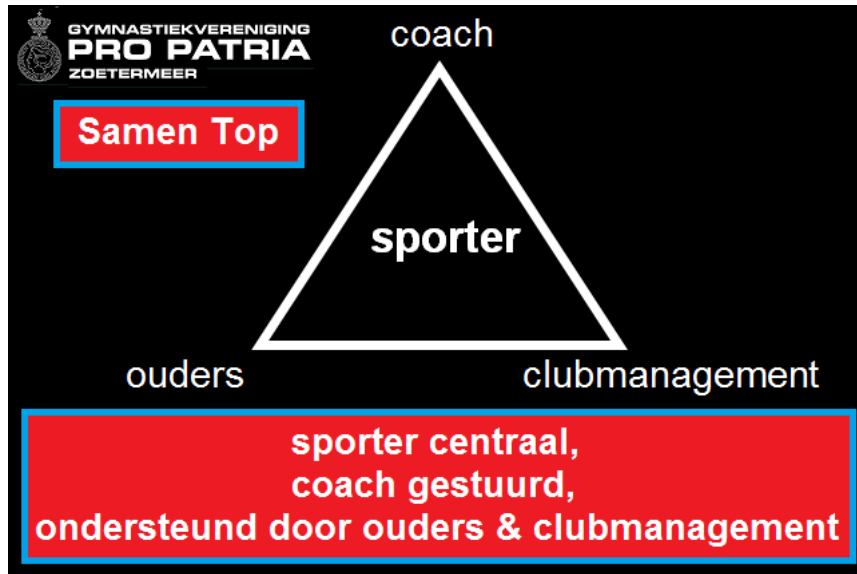 GYMNASTIEKVERENIGING
PRO PATRIA
ZOETERMEER
coach
Samen Top
sporter
ouders
clubmanagement
sporter centraal,
coach gestuurd,
ondersteund door ouders & clubmanagement